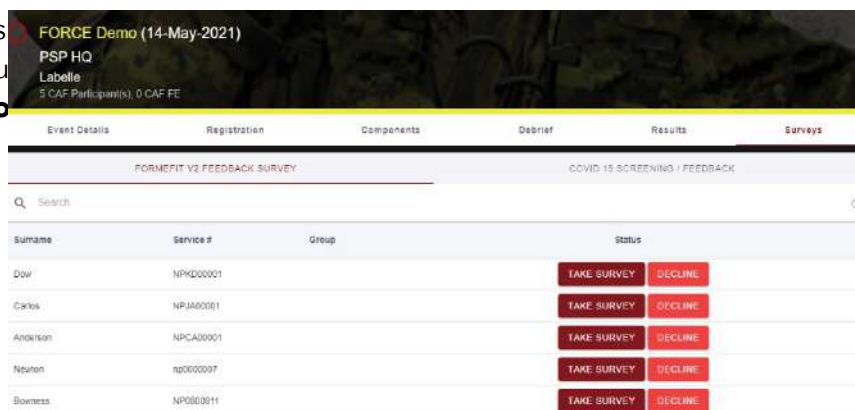 s
FORCE Demo (14-May-2021)
PSP HQ
u
Labelle
5 CAF Participant(s), 0 CAF FE
Event Details Registration Components Debrief Results Surveys
FORMEFIT V2 FEEDBACK SURVEY COVID 15 SCREENING / FEEDBACK
Search
Surname Service # Group Status
Dow NPKD00001 TAKE SURVEY DECLINE
Carlos NPJA00001 TAKE SURVEY DECLINE
Anderson NPCA00001 TAKE SURVEY DECLINE
Newton np0000007 TAKE SURVEY DECLINE
Bowness TAKE SURVEY DECLINE